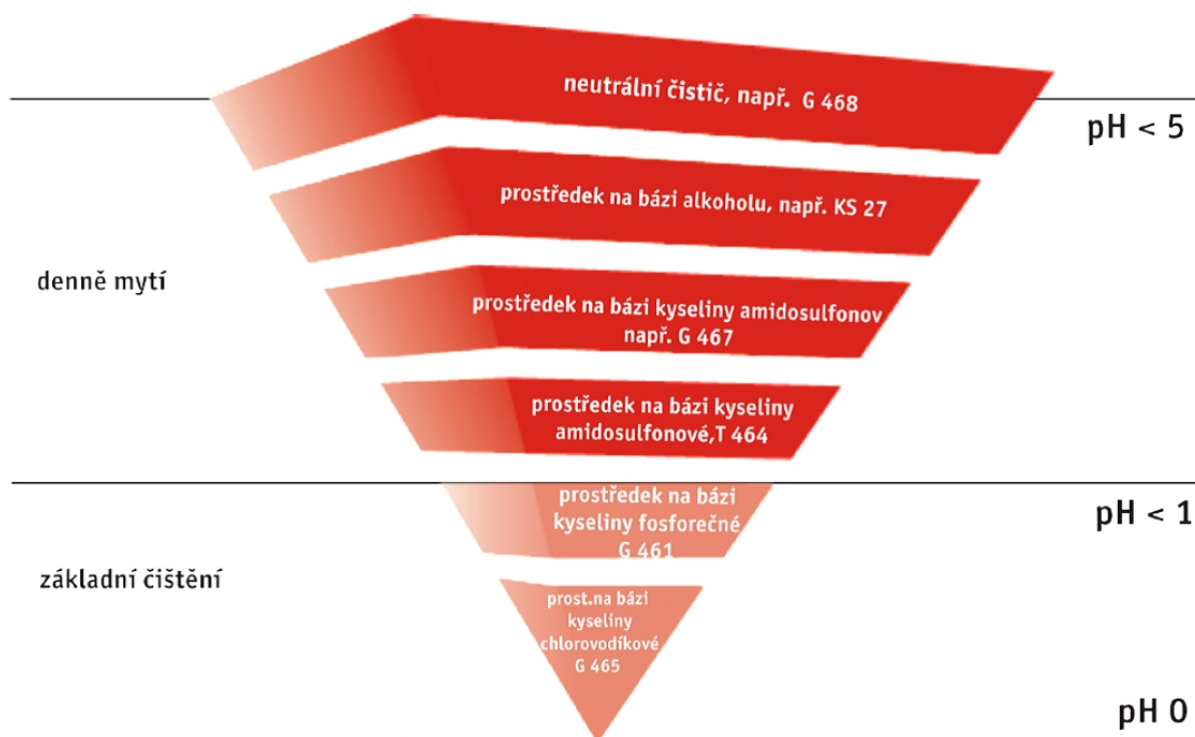 neutrální čistič, např. G 468
pH < 5
prostředek na bázi alkoholu, např. KS 27
denně mytí
prostředek na bázi kyseliny amidosulfonov
např. G 467
prostředek na bázi kyseliny
amidosulfonové,T 464
prostředek na bázi
kyseliny fosforečné
G 461
pH < 1
základní čištění
prost.na bázi
kyseliny
chlorovodíkové
G 465
pH 0